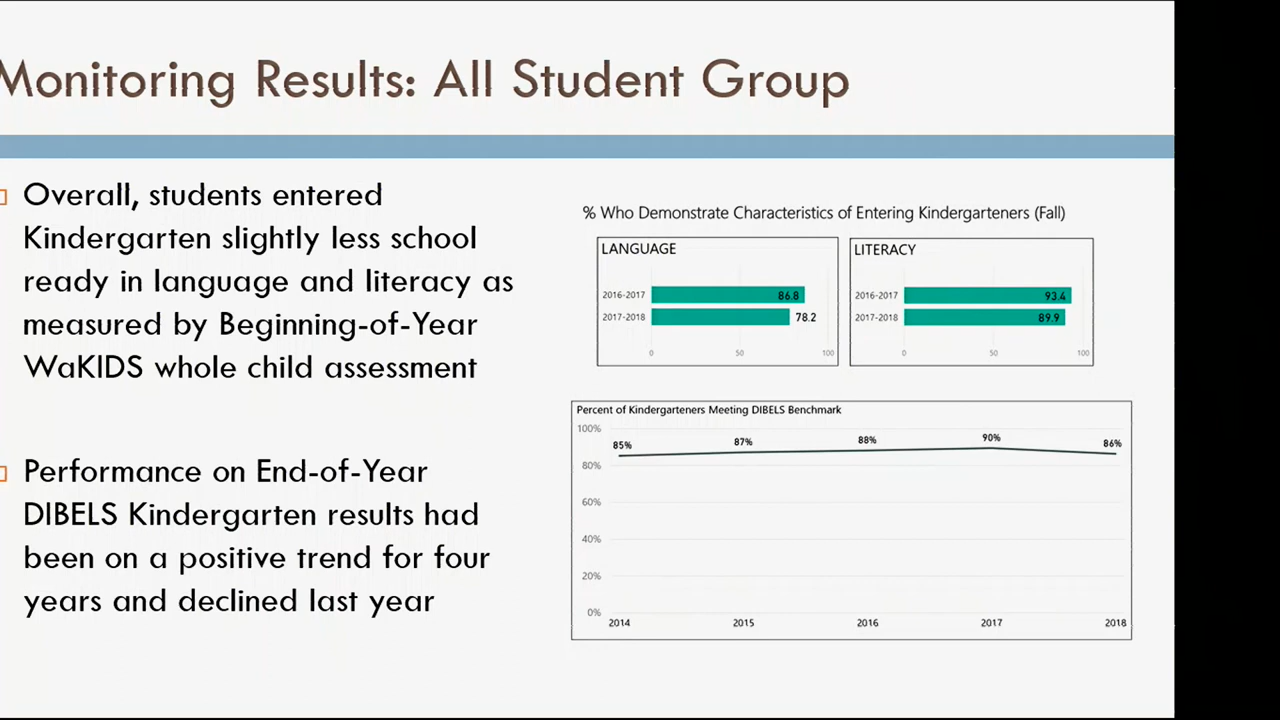 Monitoring Results: All Student Group
Overall, students entered
Kindergarten slightly less school
ready in language and literacy as
measured by Beginning-of-Year
WaKIDS whole child assessment
Performance on End-of-Year
DIBELS Kindergarten results had
been on a positive trend for four
years and declined last year
% Who Demonstrate Characteristics of Entering Kindergarteners (Fall)
LANGUAGE
2016-2017 86.8
2017-2018 78.2
0 50 100
LITERACY
2016-2017 93.4
2017-2018 89.9
0 50 100
Percent of Kindergarteners Meeting DIBELS Benchmark
100%
85% 87% 88% 90% 86%
80%
60%
40%
20%
0%
2014 2015 2016 2017 2018